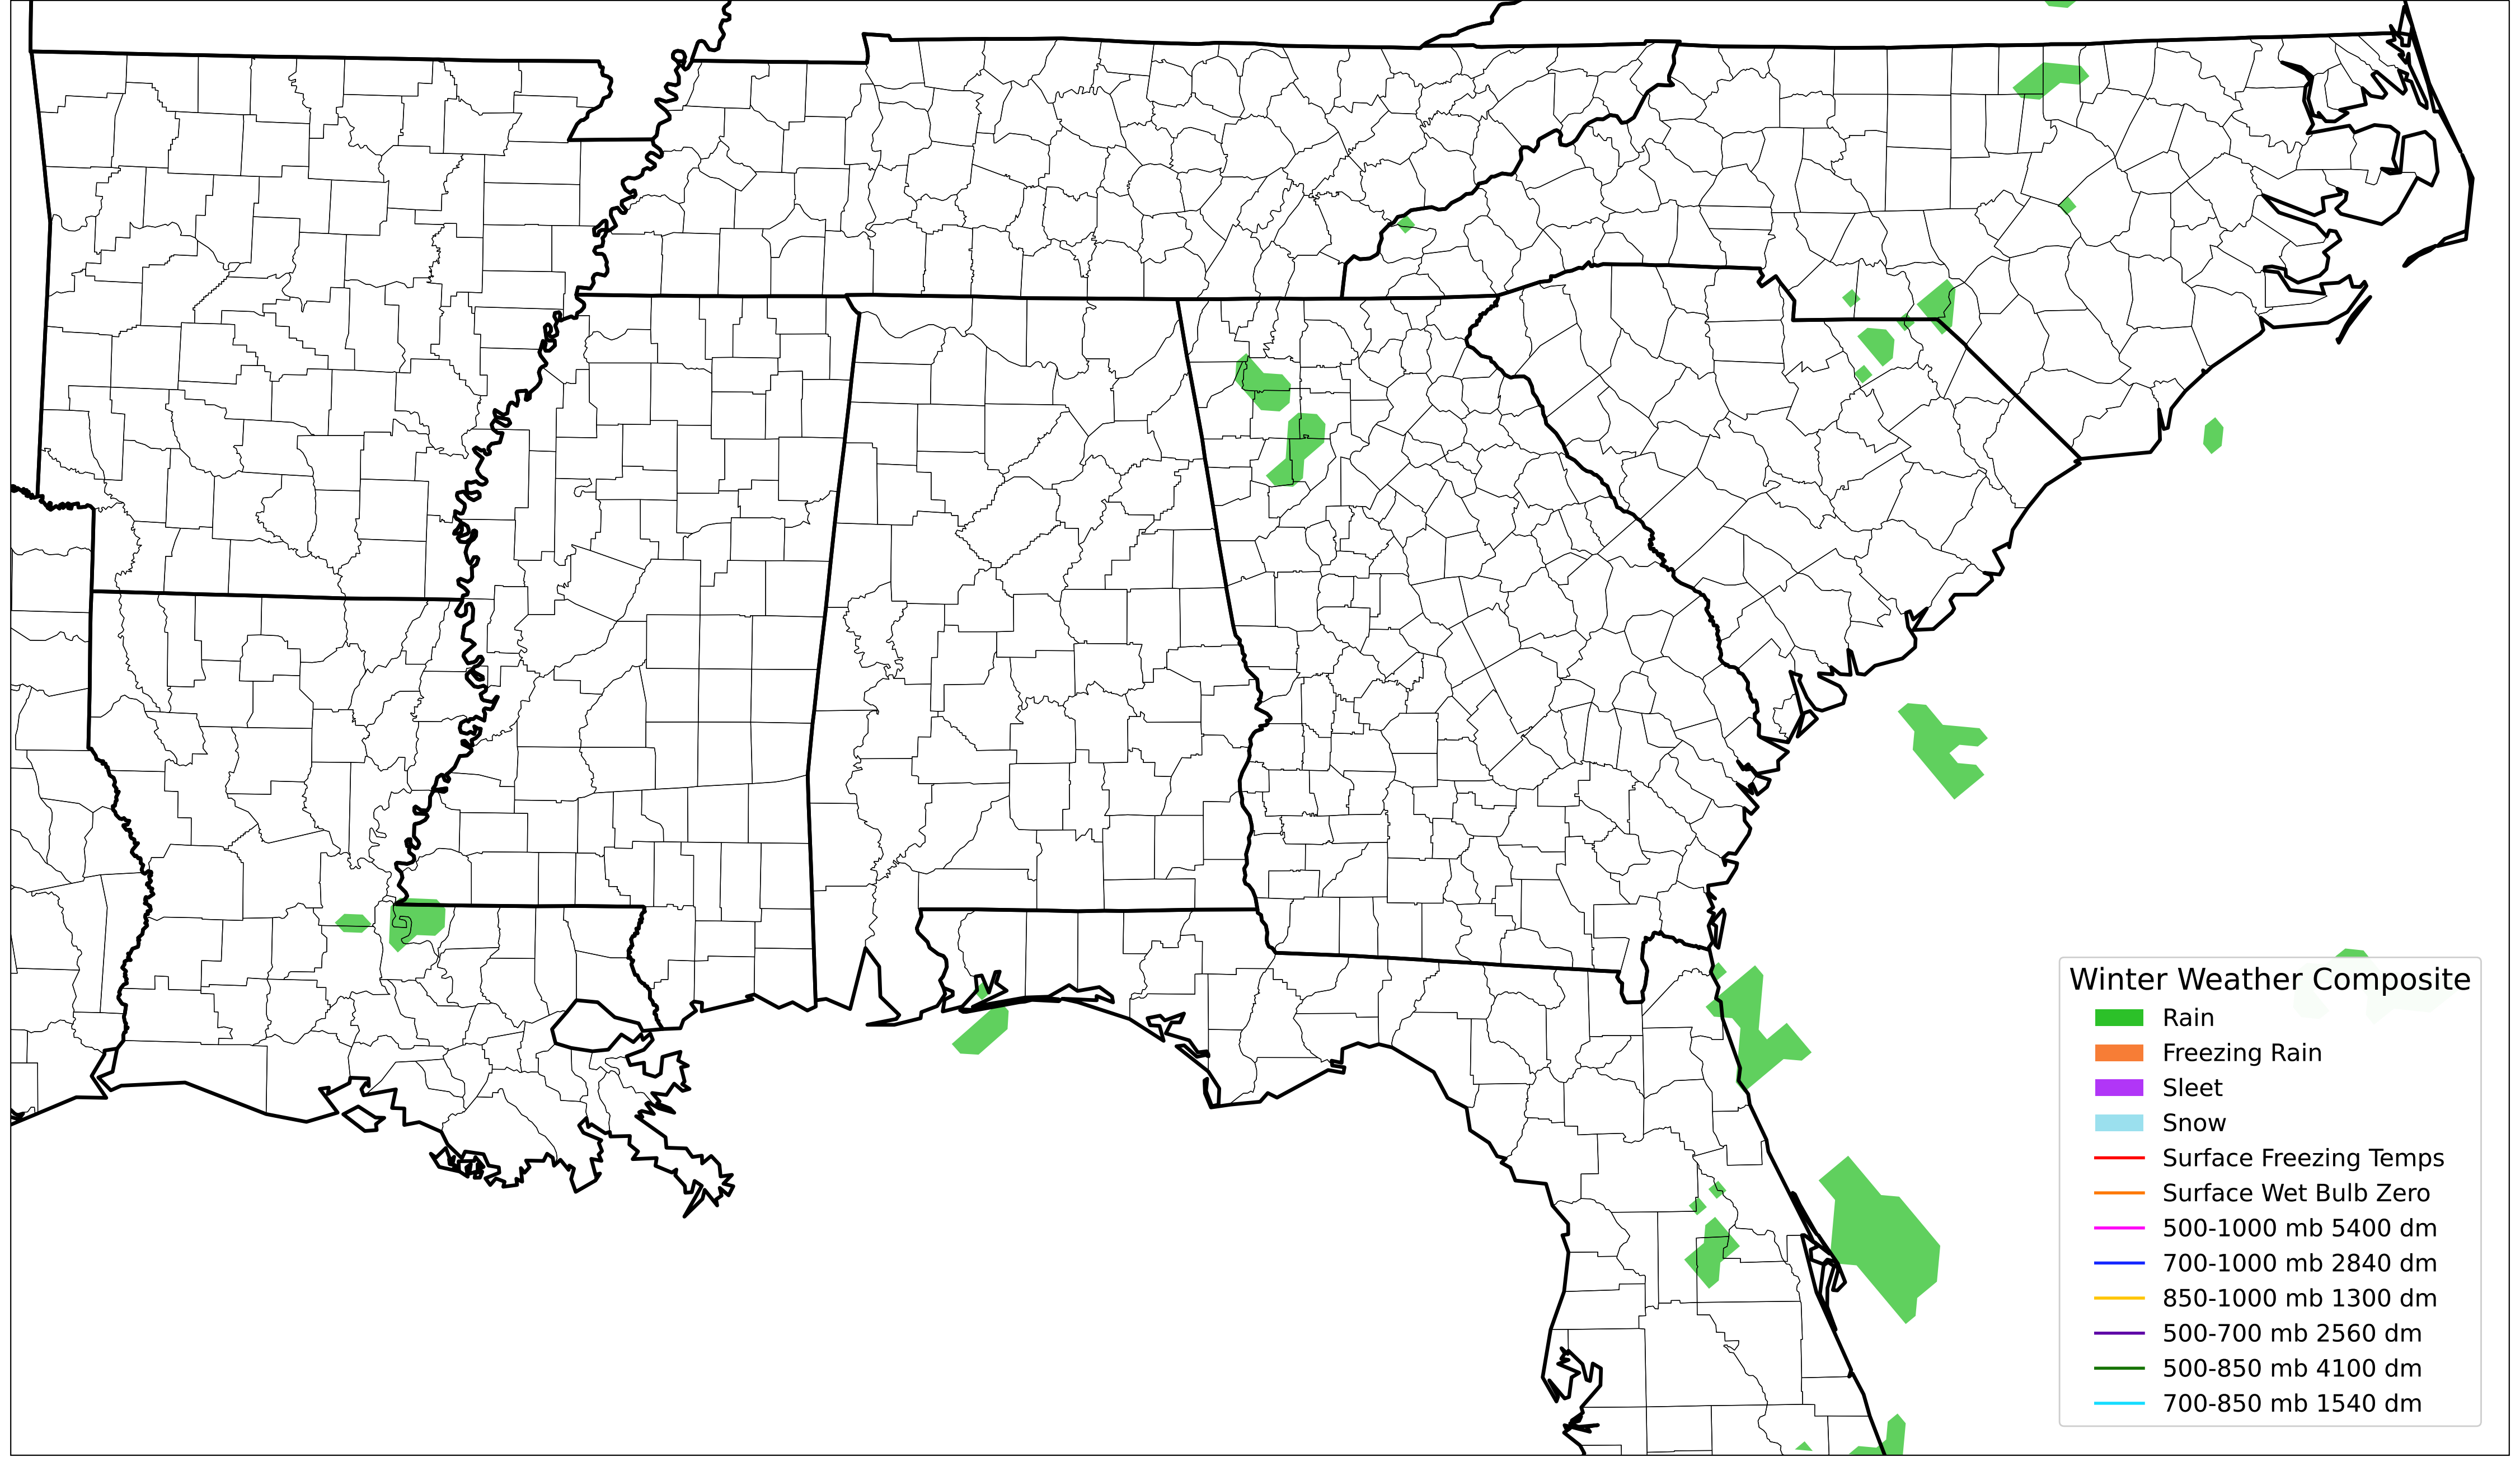 Winter Weather Composite
Rain
Freezing Rain
Sleet
Snow
Surface Freezing Temps
Surface Wet Bulb Zero
500-1000 mb 5400 dm
700-1000 mb 2840 dm
850-1000 mb 1300 dm
500-700 mb 2560 dm
500-850 mb 4100 dm
700-850 mb 1540 dm